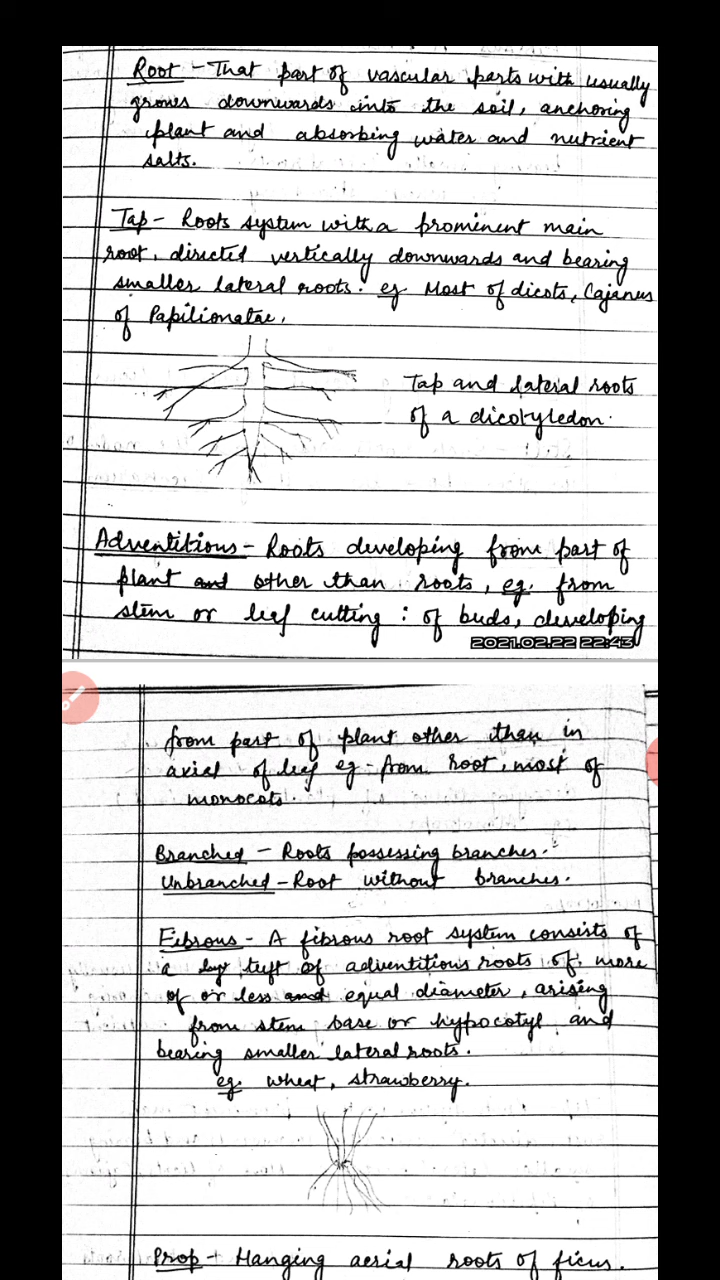 Root - That part of vascular parts with usually
grows downwards into the soil, anchoring
plant and absorbing water and nutrient
salts.
Tap - Roots system with a prominent main
root, directed vertically downwards and bearing
smaller lateral roots. eg Most of dicots, Cajanus
of Papilionatae.
Tap and lateral roots
of a dicotyledon.
Adventitious - Roots developing from part of
plant and other than roots, eg. from
stem or leaf cutting : of buds, developing
2021.02.22 22:43
from part of plant other than in
axial of leaf eg - from root, most of
monocots.
Branched - Roots possessing branches.
Unbranched - Root without branches.
Fibrous - A fibrous root system consists of
a tuft of adventitious roots of more
of or less and equal diameter, arising
from stem base or hypocotyl and
bearing smaller lateral roots.
eg. wheat, strawberry.
Prop - Hanging aerial roots of ficus.